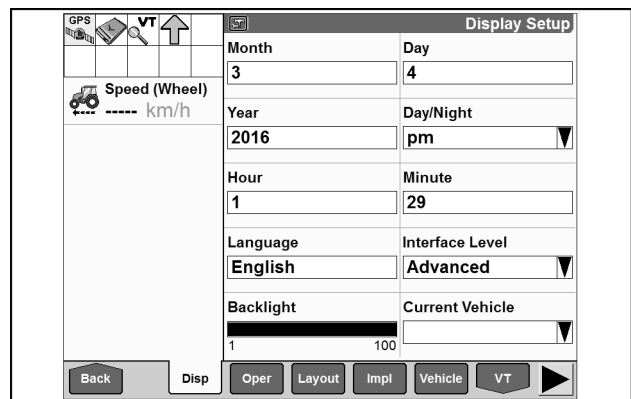 GPS
VT
Display Setup
Month
Day
3
4
Speed (Wheel)
----- km/h
Year
Day/Night
2016
pm
Hour
Minute
1
29
Language
Interface Level
English
Advanced
Backlight
Current Vehicle
1
100
Back
Disp
Oper
Layout
Impl
Vehicle
VT